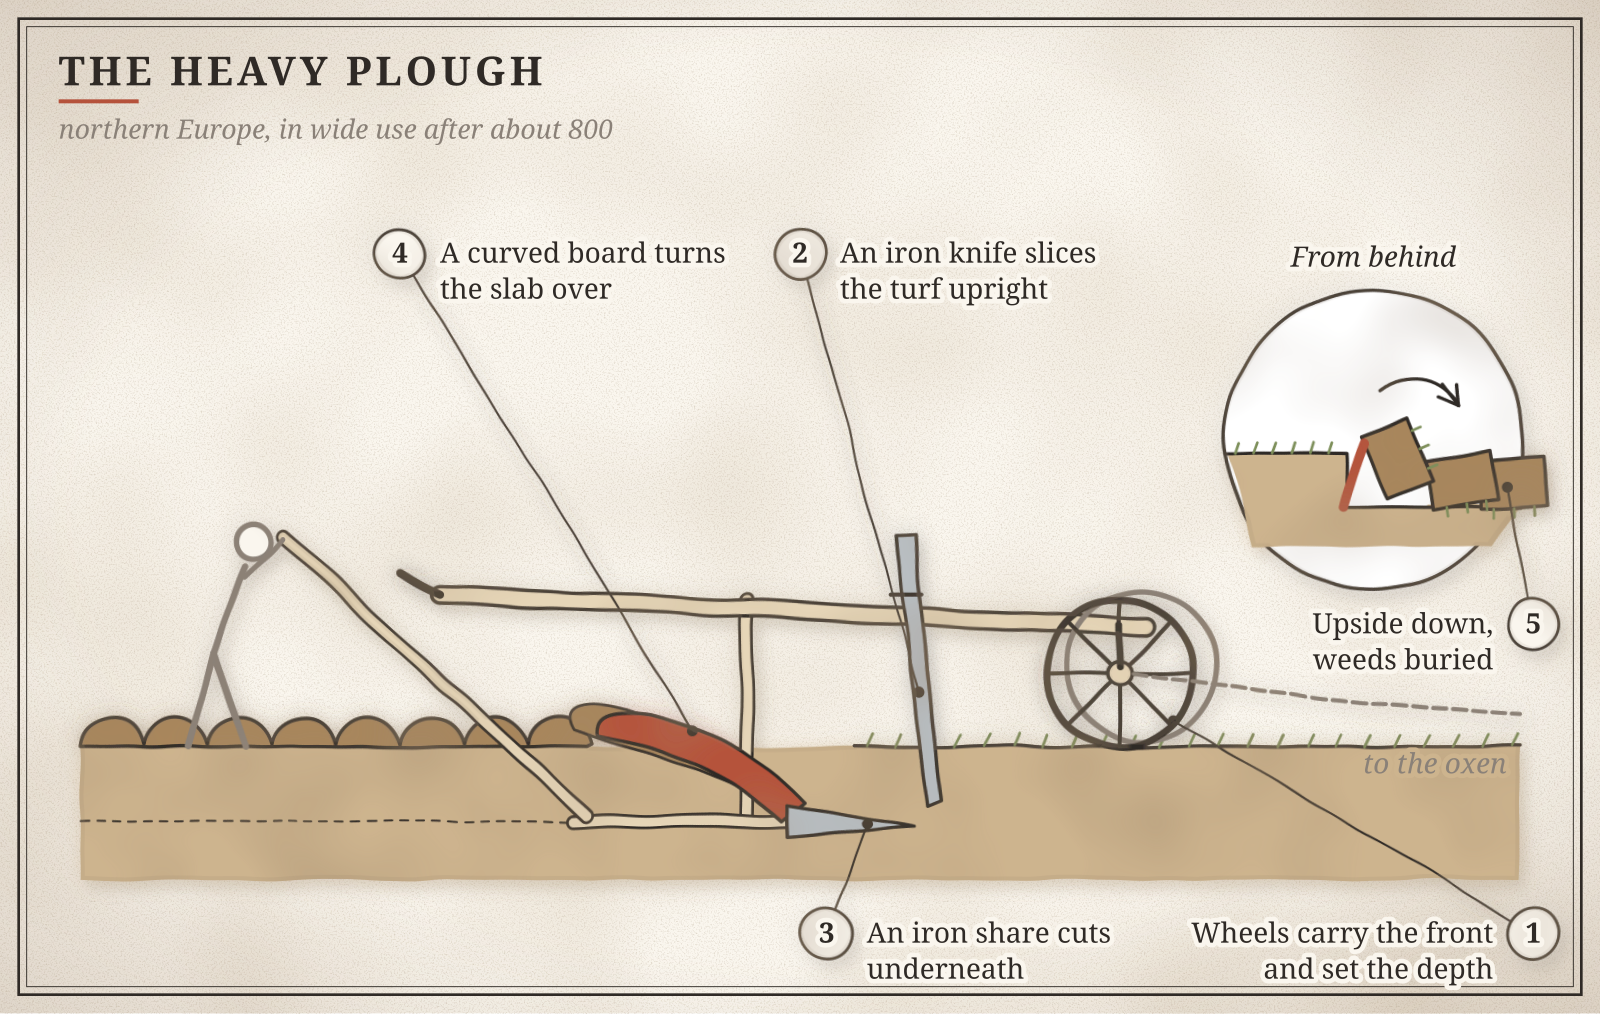 THE HEAVY PLOUGH
northern Europe, in wide use after about 800
4
A curved board turns
the slab over
2
An iron knife slices
the turf upright
From behind
Upside down,
weeds buried
5
to the oxen
3
An iron share cuts
underneath
Wheels carry the front
and set the depth
1